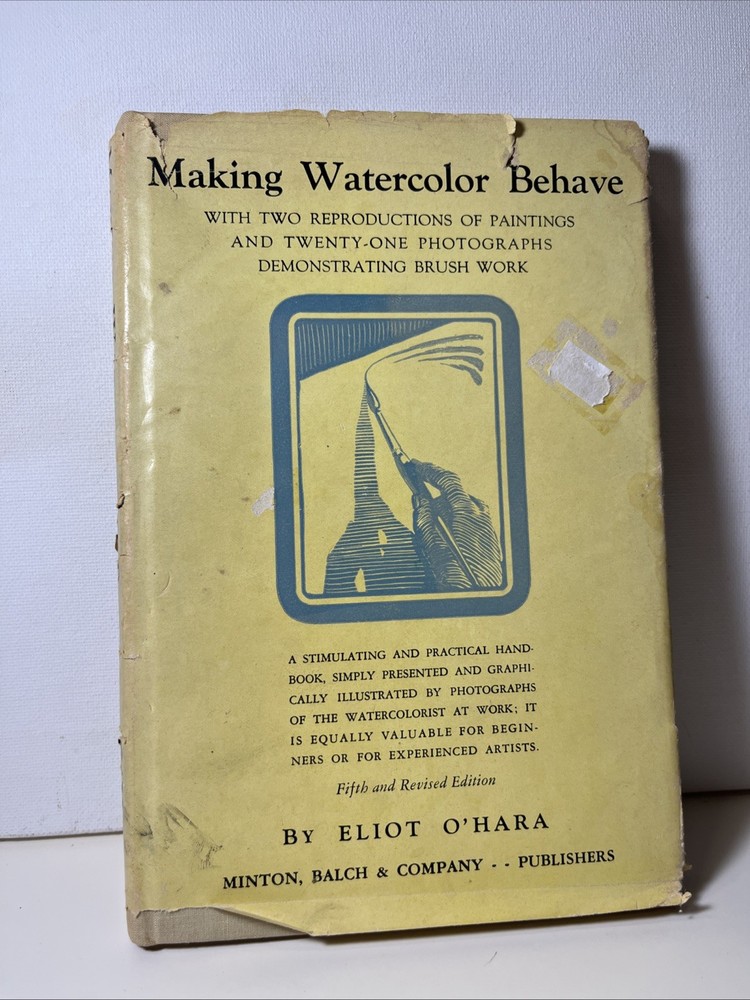 Making Watercolor Behave
WITH TWO REPRODUCTIONS OF PAINTINGS
AND TWENTY-ONE PHOTOGRAPHS
DEMONSTRATING BRUSH WORK
A STIMULATING AND PRACTICAL HAND-
BOOK, SIMPLY PRESENTED AND GRAPHI-
CALLY ILLUSTRATED BY PHOTOGRAPHS
OF THE WATERCOLORIST AT WORK; IT
IS EQUALLY VALUABLE FOR BEGIN-
NERS OR FOR EXPERIENCED ARTISTS.
Fifth and Revised Edition
BY ELIOT O'HARA
MINTON, BALCH & COMPANY - - PUBLISHERS